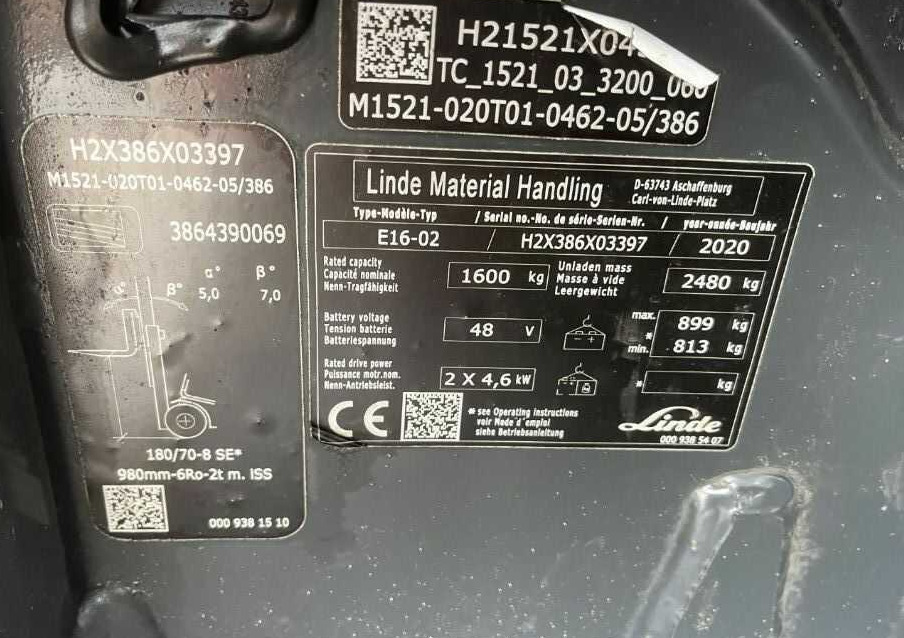 H21521X04
TC_1521_03_3200_060
M1521-020T01-0462-05/386
H2X386X03397
M1521-020T01-0462-05/386
3864390069
α° β°
α° β° 5,0 7,0
180/70-8 SE*
980mm-6Ro-2t m. ISS
000 938 15 10
Linde Material Handling
D-63743 Aschaffenburg
Carl-von-Linde-Platz
Type-Modèle-Typ / Serial no.-No. de série-Serien-Nr. / year-année-Baujahr
E16-02 / H2X386X03397 / 2020
Rated capacity
Capacité nominale
Nenn-Tragfähigkeit
1600 kg
Unladen mass
Masse à vide
Leergewicht
2480 kg
Battery voltage
Tension batterie
Batteriespannung
48 V
- +
max. 899 kg
*
min. 813 kg
Rated drive power
Puissance motr.nom.
Nenn-Antriebsleist.
2 X 4,6 kW
* kg
CE
* see Operating instructions
voir Mode d'emploi
siehe Betriebsanleitung
Linde
000 938 54 07